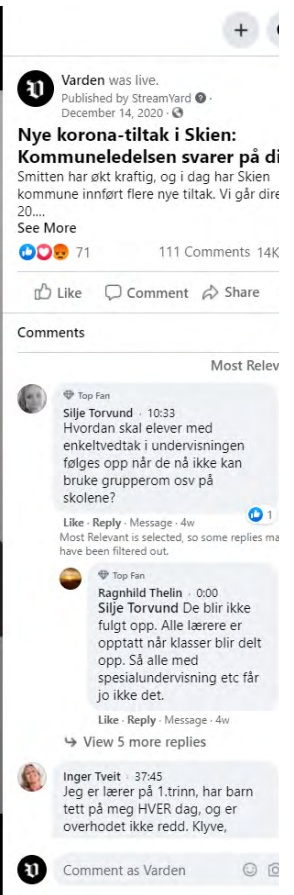 Varden was live.
Published by StreamYard
December 14, 2020
Nye korona-tiltak i Skien:
Kommuneledelsen svarer på di
Smitten har økt kraftig, og i dag har Skien
kommune innført flere nye tiltak. Vi går dire
20....
See More
71 111 Comments 14K
Like Comment Share
Comments
Most Relev
Top Fan
Silje Torvund · 10:33
Hvordan skal elever med
enkeltvedtak i undervisningen
følges opp når de nå ikke kan
bruke grupperom osv på
skolene?
1
Like · Reply · Message · 4w
Most Relevant is selected, so some replies ma
have been filtered out.
Top Fan
Ragnhild Thelin · 0:00
Silje Torvund De blir ikke
fulgt opp. Alle lærere er
opptatt når klasser blir delt
opp. Så alle med
spesialundervisning etc får
jo ikke det.
Like · Reply · Message · 4w
View 5 more replies
Inger Tveit · 37:45
Jeg er lærer på 1.trinn, har barn
tett på meg HVER dag, og er
overhodet ikke redd. Klyve,
Comment as Varden